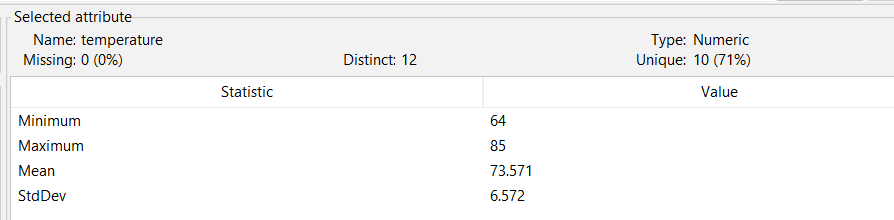 Selected attribute
Name: temperature Type: Numeric
Missing: 0 (0%) Distinct: 12 Unique: 10 (71%)
Statistic Value
Minimum 64
Maximum 85
Mean 73.571
StdDev 6.572